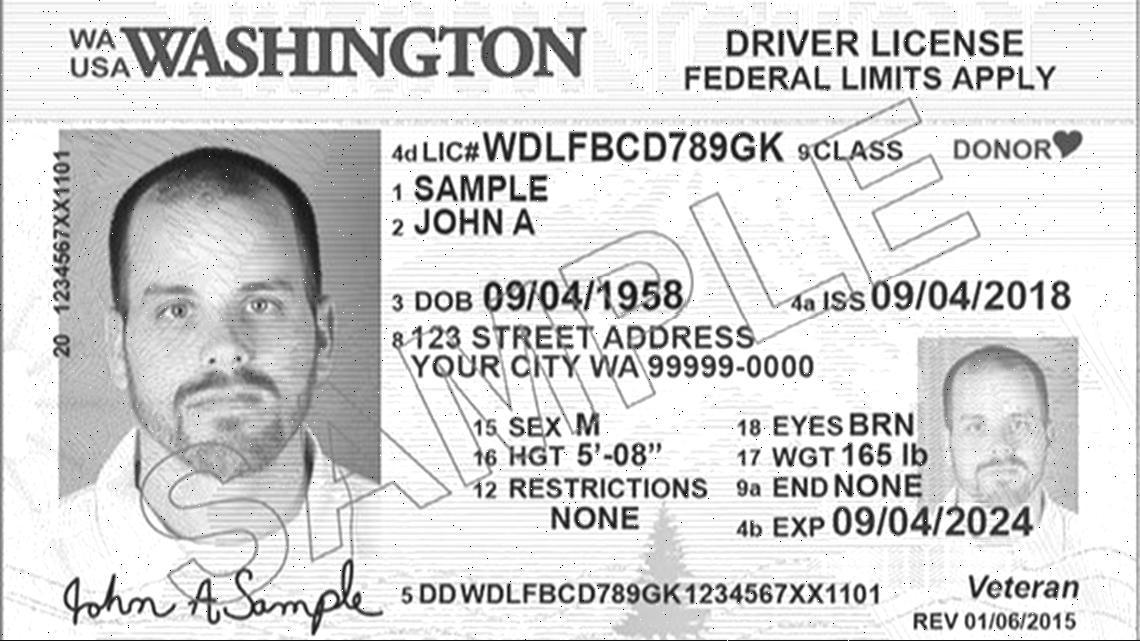 WA
USA
WASHINGTON
DRIVER LICENSE
FEDERAL LIMITS APPLY
20 1234567XX1101
4d LIC# WDLFBCD789GK 9 CLASS DONOR
1 SAMPLE
2 JOHN A
3 DOB 09/04/1958 4a ISS 09/04/2018
8 123 STREET ADDRESS
YOUR CITY WA 99999-0000
15 SEX M 18 EYES BRN
16 HGT 5'-08" 17 WGT 165 lb
12 RESTRICTIONS 9a END NONE
NONE 4b EXP 09/04/2024
SAMPLE
John A Sample
5 DD WDLFBCD789GK1234567XX1101
Veteran
REV 01/06/2015